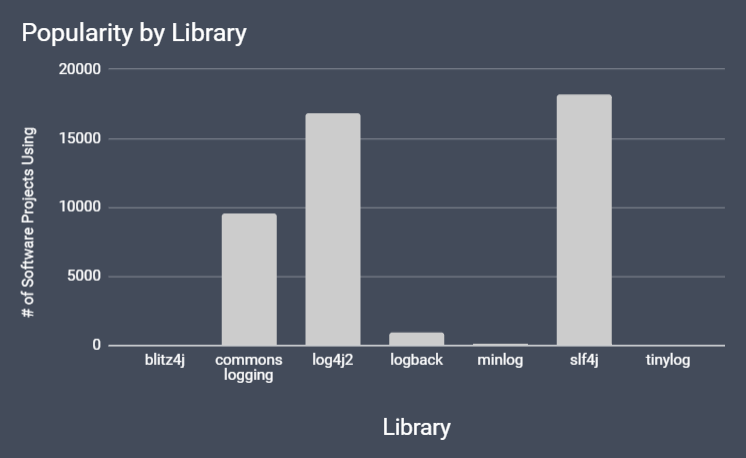 Popularity by Library
# of Software Projects Using
20000
15000
10000
5000
0
blitz4j
commons
logging
log4j2
logback
minlog
slf4j
tinylog
Library